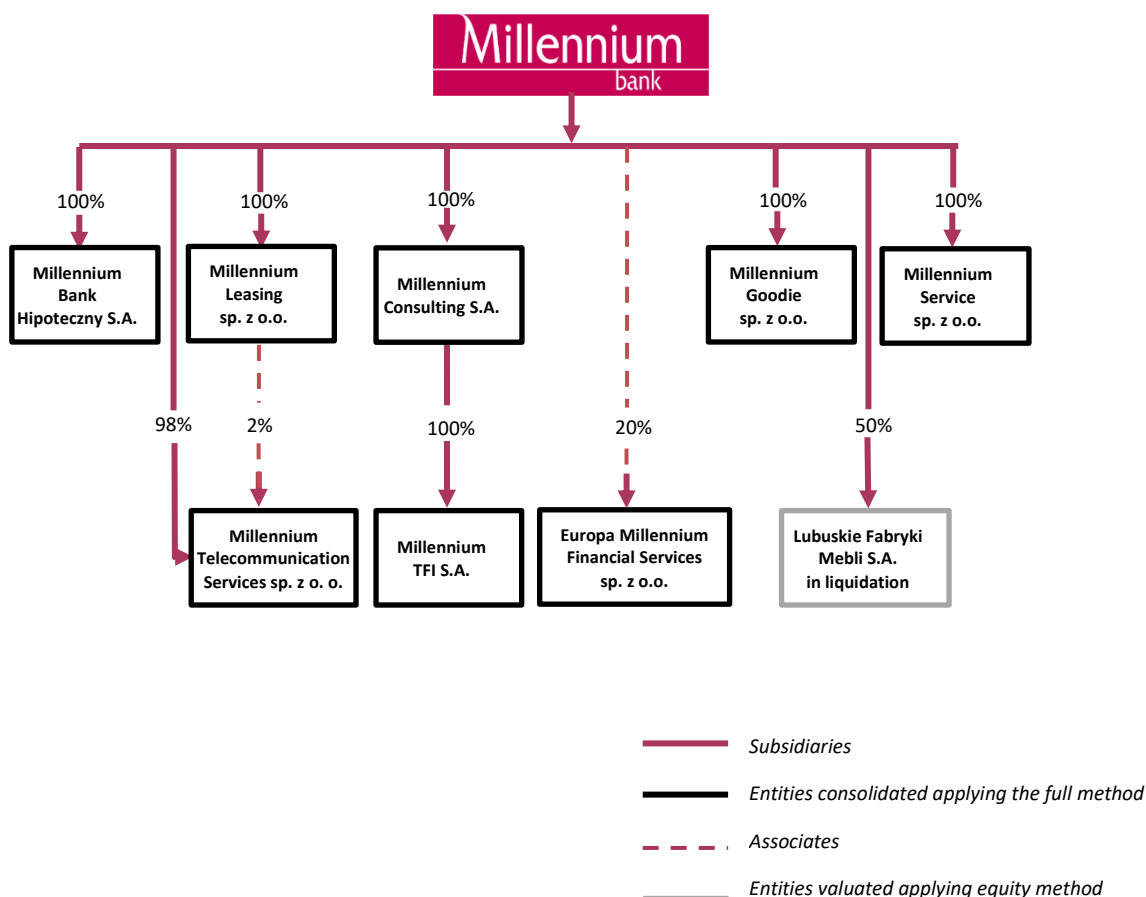 Millennium
bank
100%
100%
100%
100%
100%
Millennium
Bank
Hipoteczny S.A.
Millennium
Leasing
sp. z o.o.
Millennium
Consulting S.A.
Millennium
Goodie
sp. z o.o.
Millennium
Service
sp. z o.o.
98%
2%
100%
20%
50%
Millennium
Telecommunication
Services sp. z o. o.
Millennium
TFI S.A.
Europa Millennium
Financial Services
sp. z o.o.
Lubuskie Fabryki
Mebli S.A.
in liquidation
Subsidiaries
Entities consolidated applying the full method
Associates
Entities valuated applying equity method